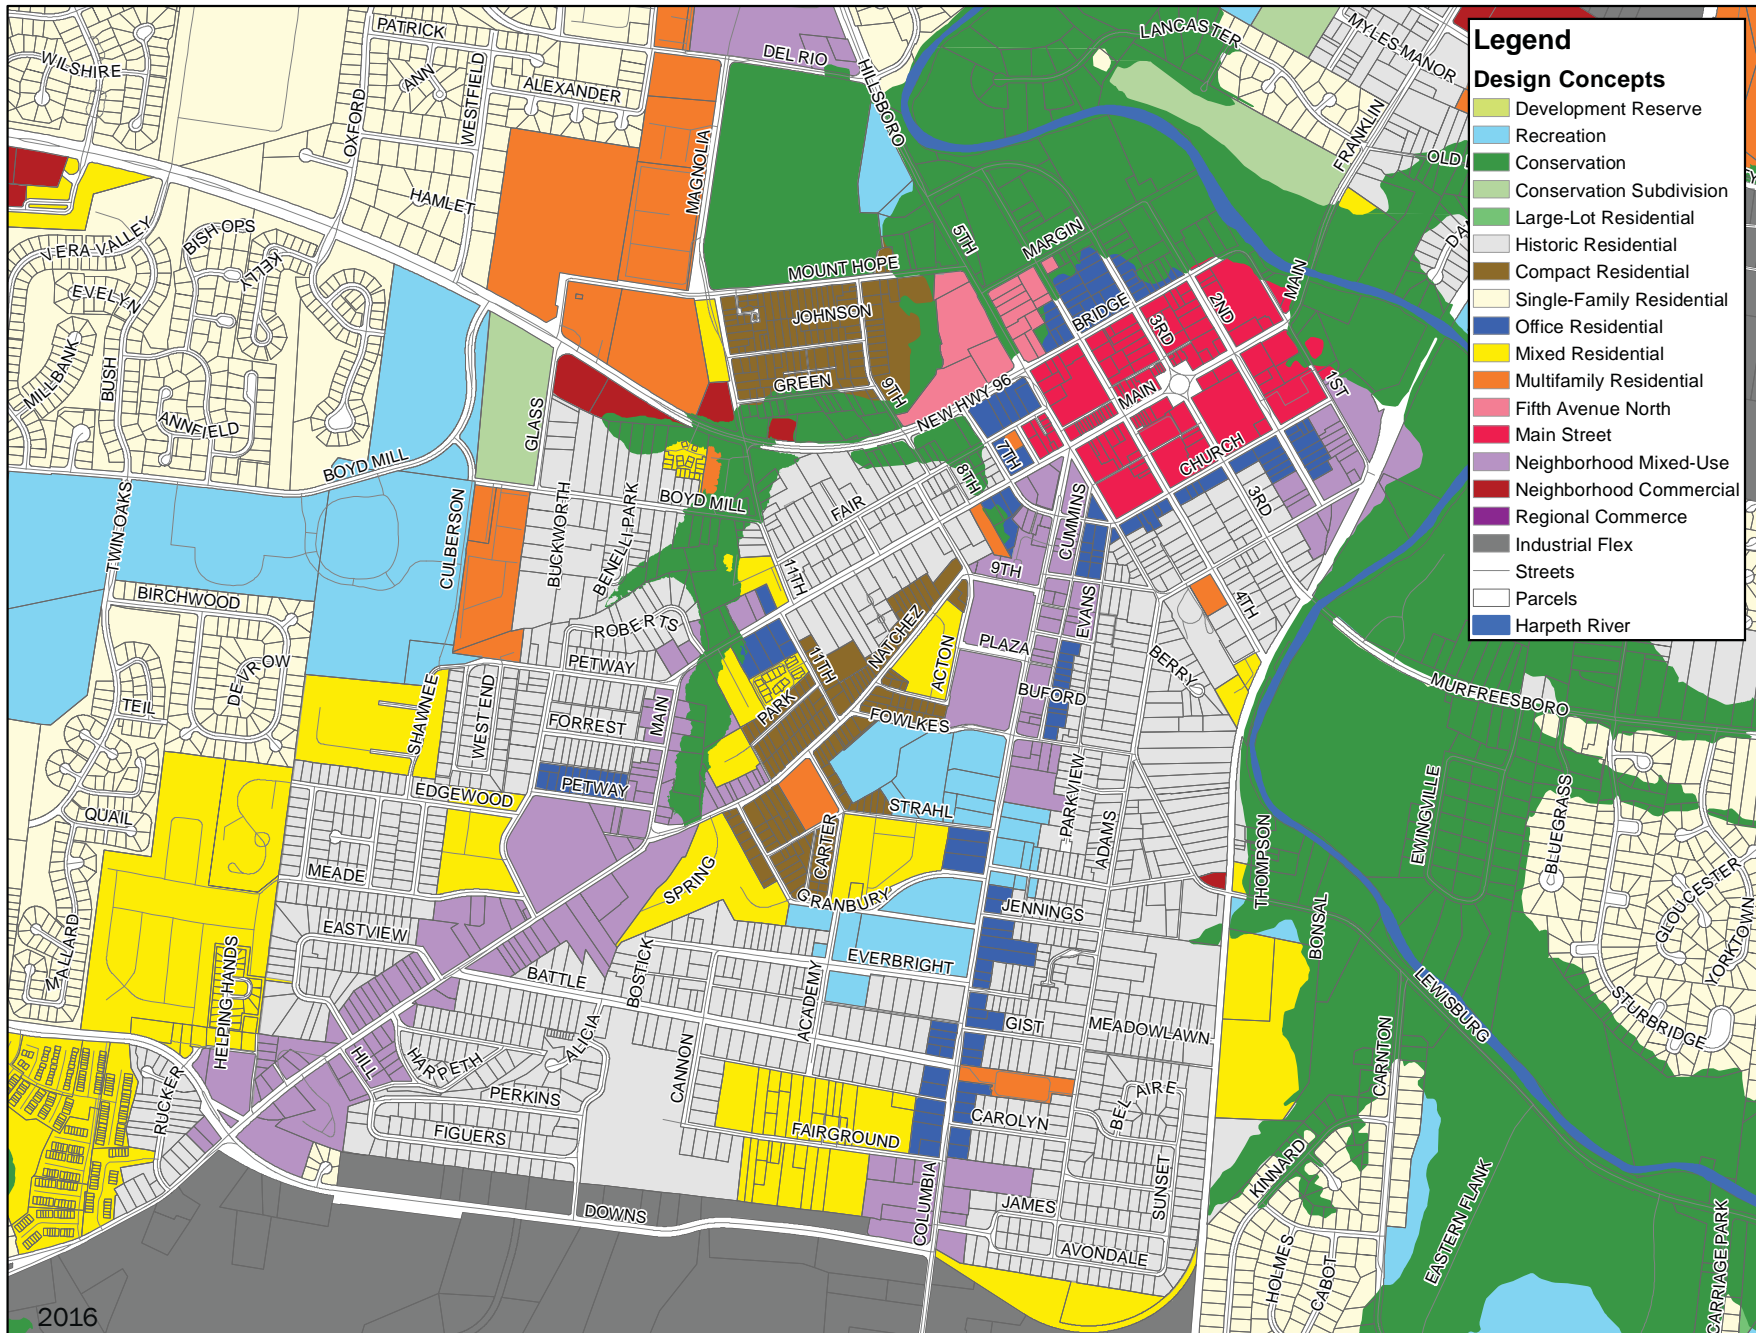 Legend
Design Concepts
Development Reserve
Recreation
Conservation
Conservation Subdivision
Large-Lot Residential
Historic Residential
Compact Residential
Single-Family Residential
Office Residential
Mixed Residential
Multifamily Residential
Fifth Avenue North
Main Street
Neighborhood Mixed-Use
Neighborhood Commercial
Regional Commerce
Industrial Flex
Streets
Parcels
Harpeth River
PATRICK
WILSHIRE
ANN
WESTFIELD
ALEXANDER
OXFORD
DEL RIO
HILLSBORO
LANCASTER
MYLES MANOR
FRANKLIN
OLD
HAMLET
MAGNOLIA
VERA VALLEY
BISHOPS
KELLY
EVELYN
5TH
MARGIN
MOUNT HOPE
MAIN
2ND
BRIDGE
3RD
JOHNSON
MILLBANK
BUSH
GREEN
9TH
NEW HWY 96
MAIN
1ST
ANNFIELD
GLASS
BOYD MILL
7TH
CHURCH
8TH
TWIN OAKS
CULBERSON
BUCKWORTH
BENELLI PARK
BOYD MILL
FAIR
CUMMINS
3RD
11TH
9TH
4TH
BIRCHWOOD
ROBERTS
NATCHEZ
EVANS
PLAZA
ACTON
BERRY
PETWAY
11TH
DEVROW
BUFORD
MURFREESBORO
TEIL
SHAWNEE
WEST END
FORREST
MAIN
PARK
FOWLKES
PETWAY
EDGEWOOD
STRAHL
PARKVIEW
QUAIL
EWINGVILLE
BLUEGRASS
CARTER
ADAMS
THOMPSON
MEADE
SPRING
GRANBURY
JENNINGS
GLOUCESTER
YORKTOWN
BONSAL
EASTVIEW
MALLARD
HELPING HANDS
BATTLE
BOSTICK
EVERBRIGHT
ACADEMY
LEWISBURG
STURBRIDGE
GIST
MEADOWLAWN
HILL
HARPETH
ALICIA
CANNON
CARNTON
RUCKER
PERKINS
BEL AIRE
FIGUERS
FAIRGROUND
CAROLYN
KINNARD
COLUMBIA
SUNSET
DOWNS
JAMES
EASTERN FLANK
AVONDALE
HOLMES
CABOT
CARRIAGE PARK
2016